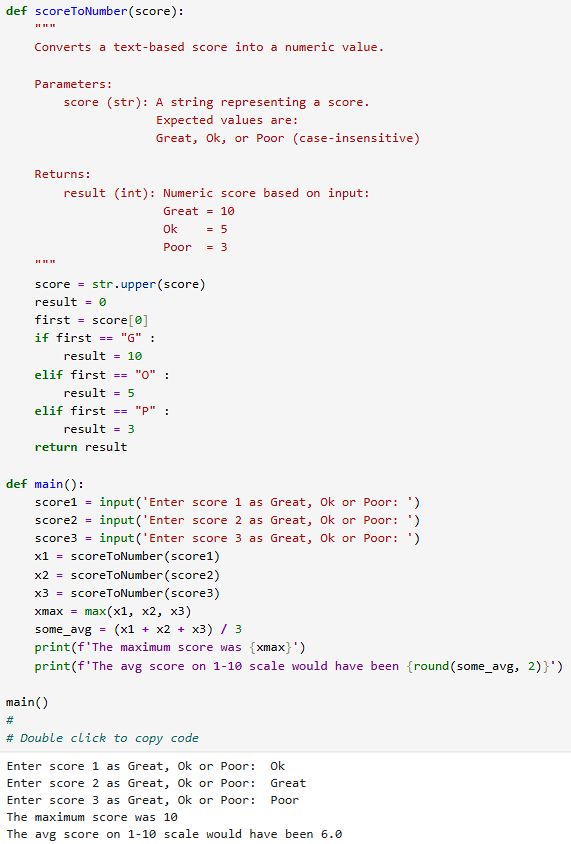 def scoreToNumber(score):
    """
    Converts a text-based score into a numeric value.

    Parameters:
        score (str): A string representing a score.
                     Expected values are:
                     Great, Ok, or Poor (case-insensitive)

    Returns:
        result (int): Numeric score based on input:
                      Great = 10
                      Ok    = 5
                      Poor  = 3
    """
    score = str.upper(score)
    result = 0
    first = score[0]
    if first == "G" :
        result = 10
    elif first == "O" :
        result = 5
    elif first == "P" :
        result = 3
    return result

def main():
    score1 = input('Enter score 1 as Great, Ok or Poor: ')
    score2 = input('Enter score 2 as Great, Ok or Poor: ')
    score3 = input('Enter score 3 as Great, Ok or Poor: ')
    x1 = scoreToNumber(score1)
    x2 = scoreToNumber(score2)
    x3 = scoreToNumber(score3)
    xmax = max(x1, x2, x3)
    some_avg = (x1 + x2 + x3) / 3
    print(f'The maximum score was {xmax}')
    print(f'The avg score on 1-10 scale would have been {round(some_avg, 2)}')

main()
#
# Double click to copy code
Enter score 1 as Great, Ok or Poor:  Ok
Enter score 2 as Great, Ok or Poor:  Great
Enter score 3 as Great, Ok or Poor:  Poor
The maximum score was 10
The avg score on 1-10 scale would have been 6.0